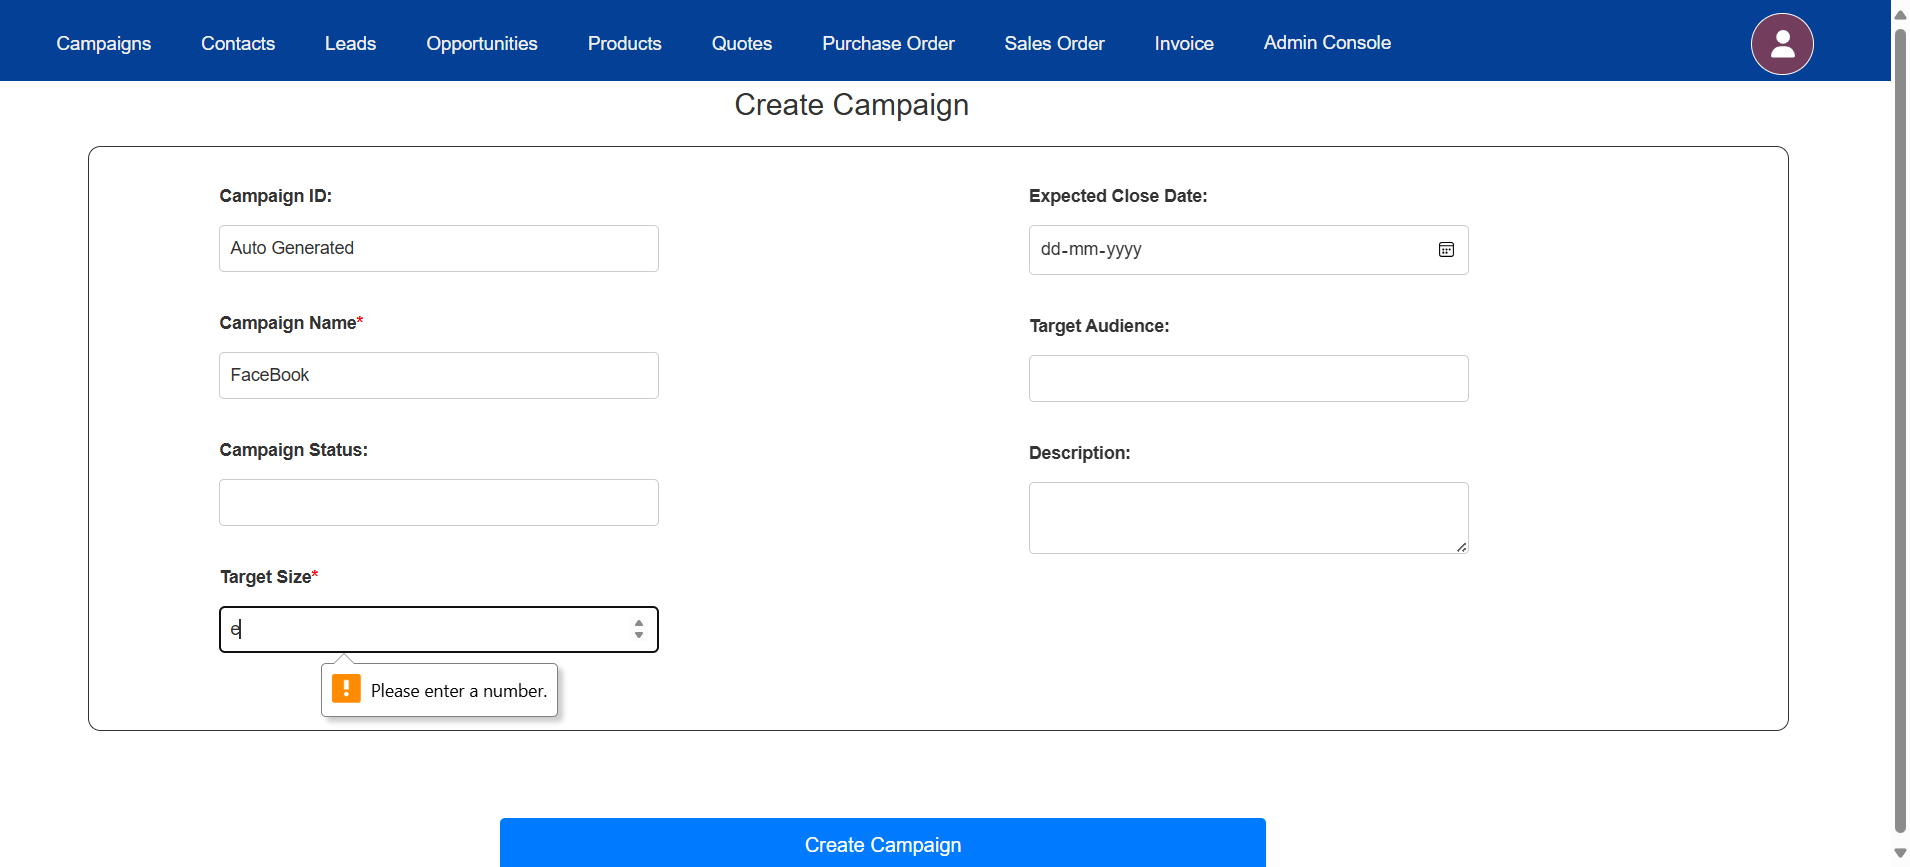 Campaigns Contacts Leads Opportunities Products Quotes Purchase Order Sales Order Invoice Admin Console
Create Campaign
Campaign ID:
Auto Generated
Campaign Name*
FaceBook
Campaign Status:
Target Size*
e
Please enter a number.
Expected Close Date:
dd-mm-yyyy
Target Audience:
Description:
Create Campaign